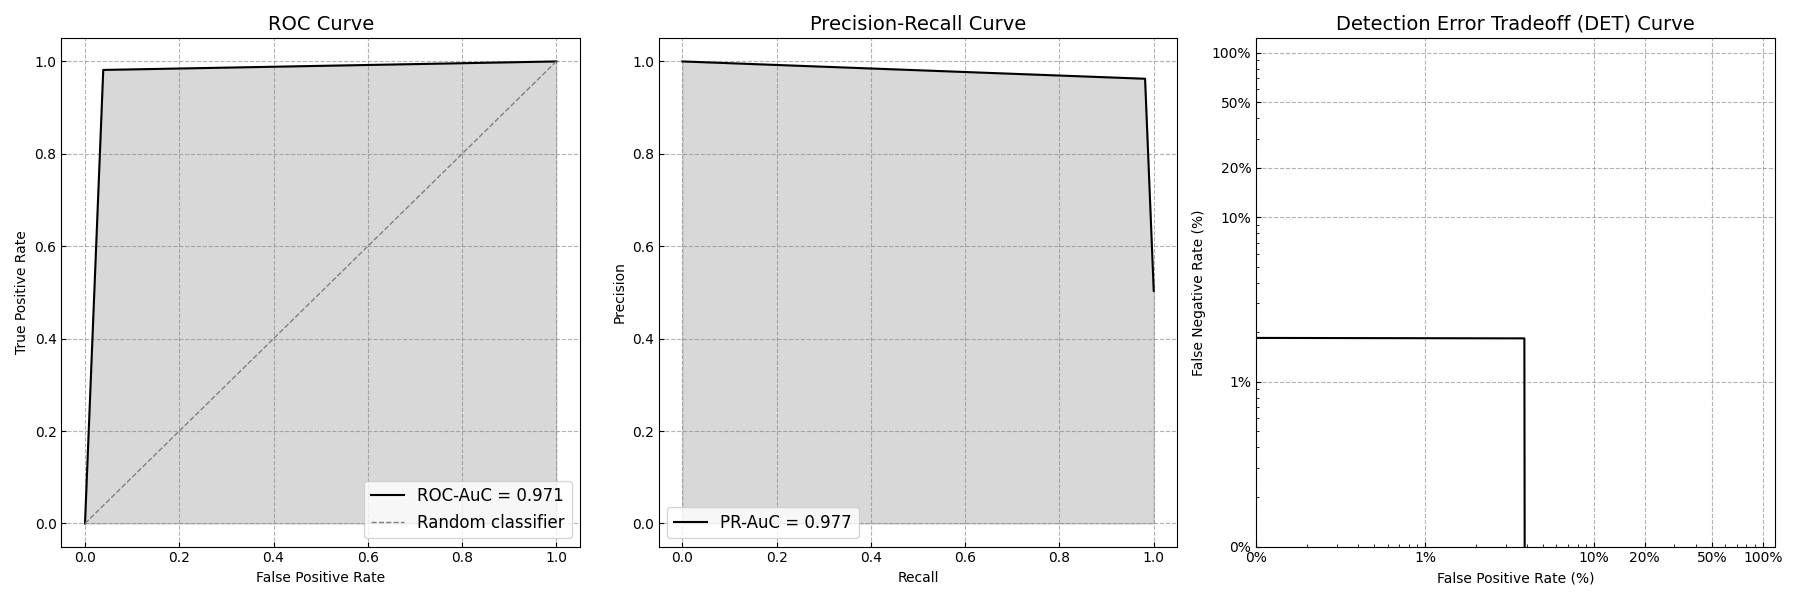 ROC Curve
1.0
0.8
0.6
0.4
0.2
0.0
True Positive Rate
0.0 0.2 0.4 0.6 0.8 1.0
False Positive Rate
ROC-AuC = 0.971
Random classifier
Precision-Recall Curve
1.0
0.8
0.6
0.4
0.2
0.0
Precision
0.0 0.2 0.4 0.6 0.8 1.0
Recall
PR-AuC = 0.977
Detection Error Tradeoff (DET) Curve
100%
50%
20%
10%
1%
0%
False Negative Rate (%)
0% 1% 10% 20% 50% 100%
False Positive Rate (%)